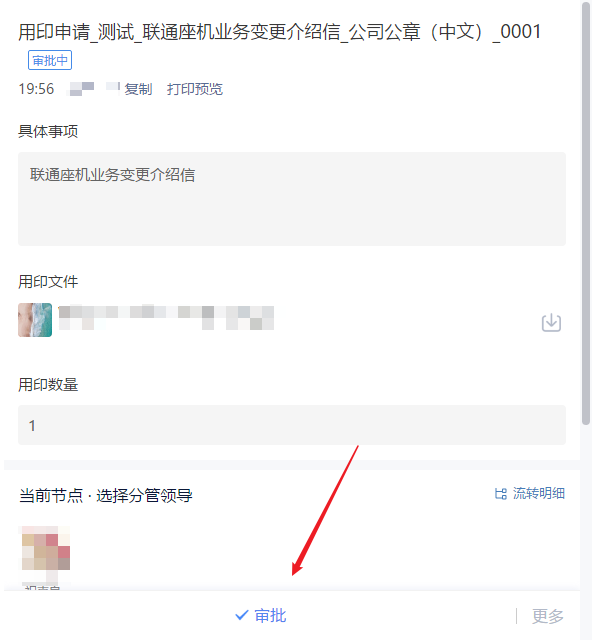 用印申请_测试_联通座机业务变更介绍信_公司公章（中文）_0001
审批中
19:56 复制 打印预览
具体事项
联通座机业务变更介绍信
用印文件
用印数量
1
当前节点 · 选择分管领导 流转明细
审批 更多